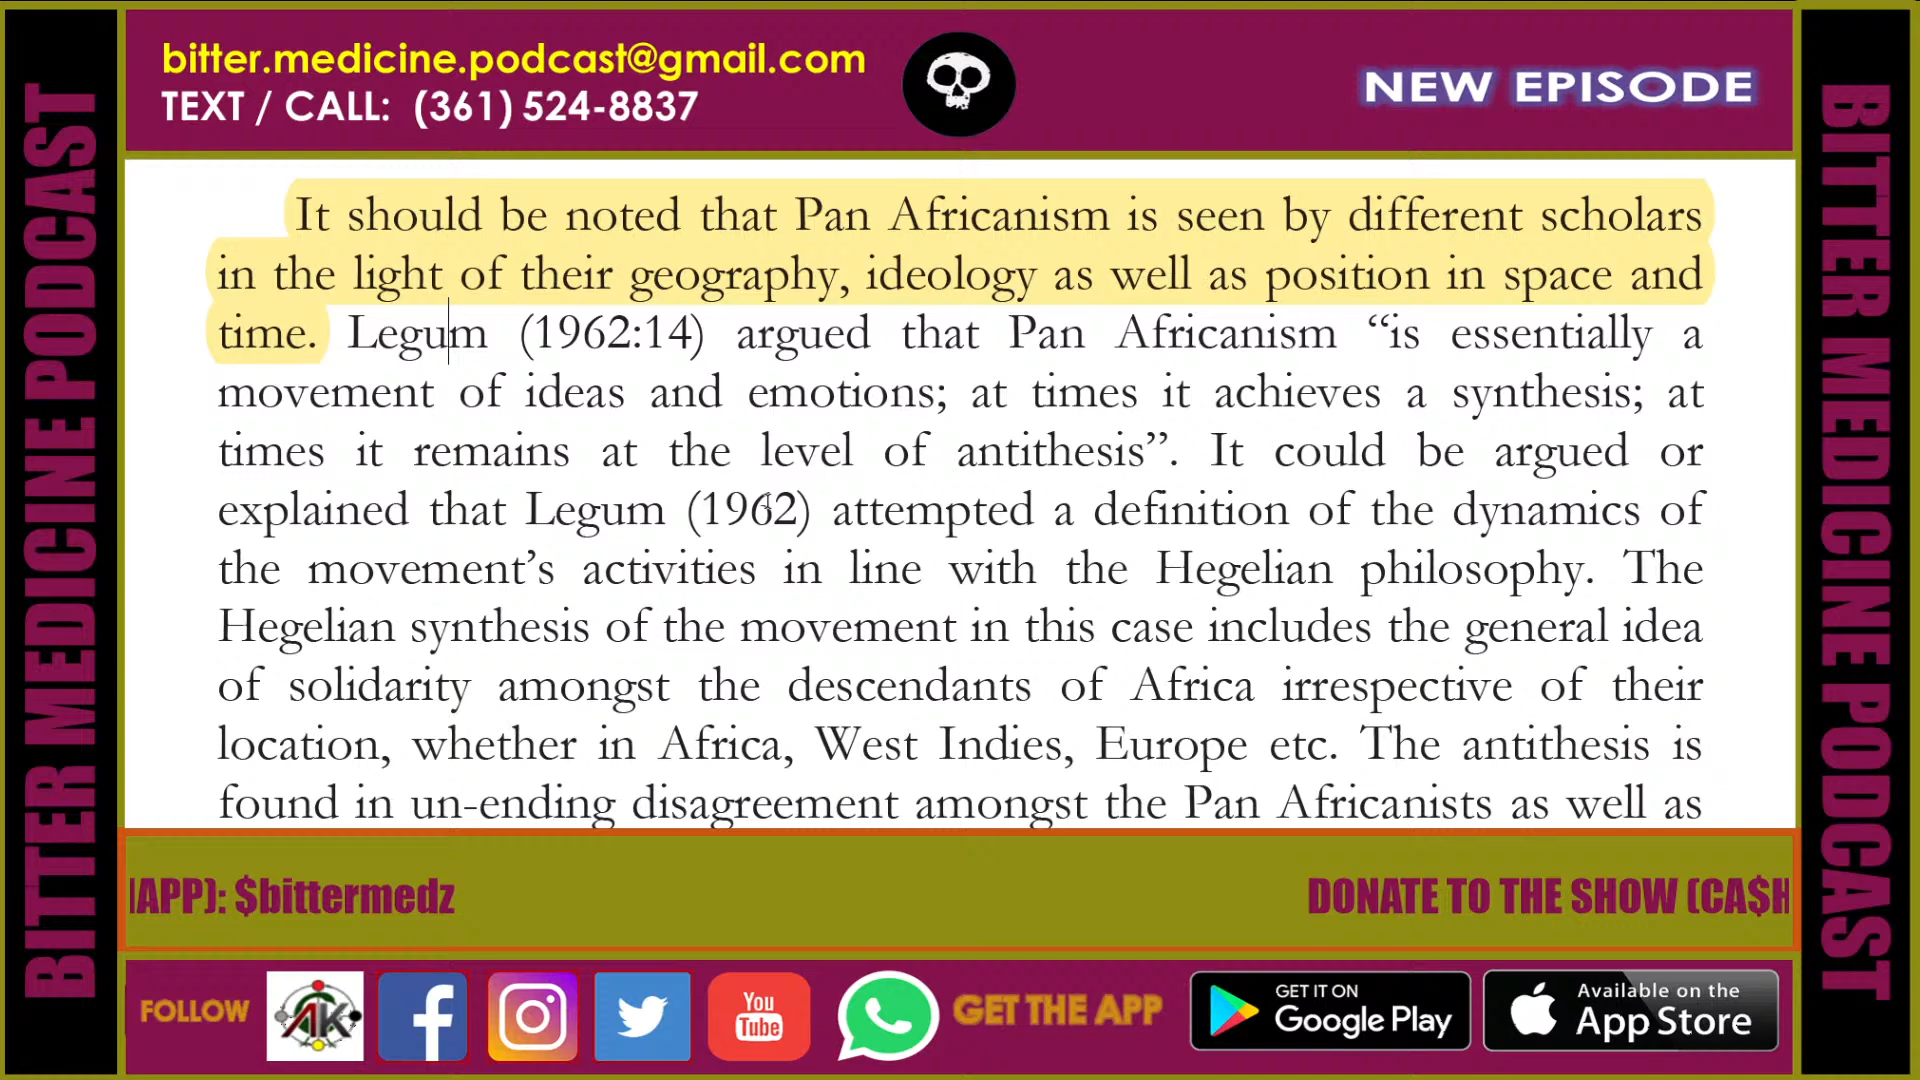 bitter.medicine.podcast@gmail.com
TEXT / CALL: (361) 524-8837
NEW EPISODE
BITTER MEDICINE PODCAST
It should be noted that Pan Africanism is seen by different scholars
in the light of their geography, ideology as well as position in space and
time. Legum (1962:14) argued that Pan Africanism “is essentially a
movement of ideas and emotions; at times it achieves a synthesis; at
times it remains at the level of antithesis”. It could be argued or
explained that Legum (1962) attempted a definition of the dynamics of
the movement’s activities in line with the Hegelian philosophy. The
Hegelian synthesis of the movement in this case includes the general idea
of solidarity amongst the descendants of Africa irrespective of their
location, whether in Africa, West Indies, Europe etc. The antithesis is
found in un-ending disagreement amongst the Pan Africanists as well as
BITTER MEDICINE PODCAST
APP): $bittermedz
DONATE TO THE SHOW (CA$H
FOLLOW
AK
You
Tube
GET THE APP
GET IT ON
Google Play
Available on the
App Store